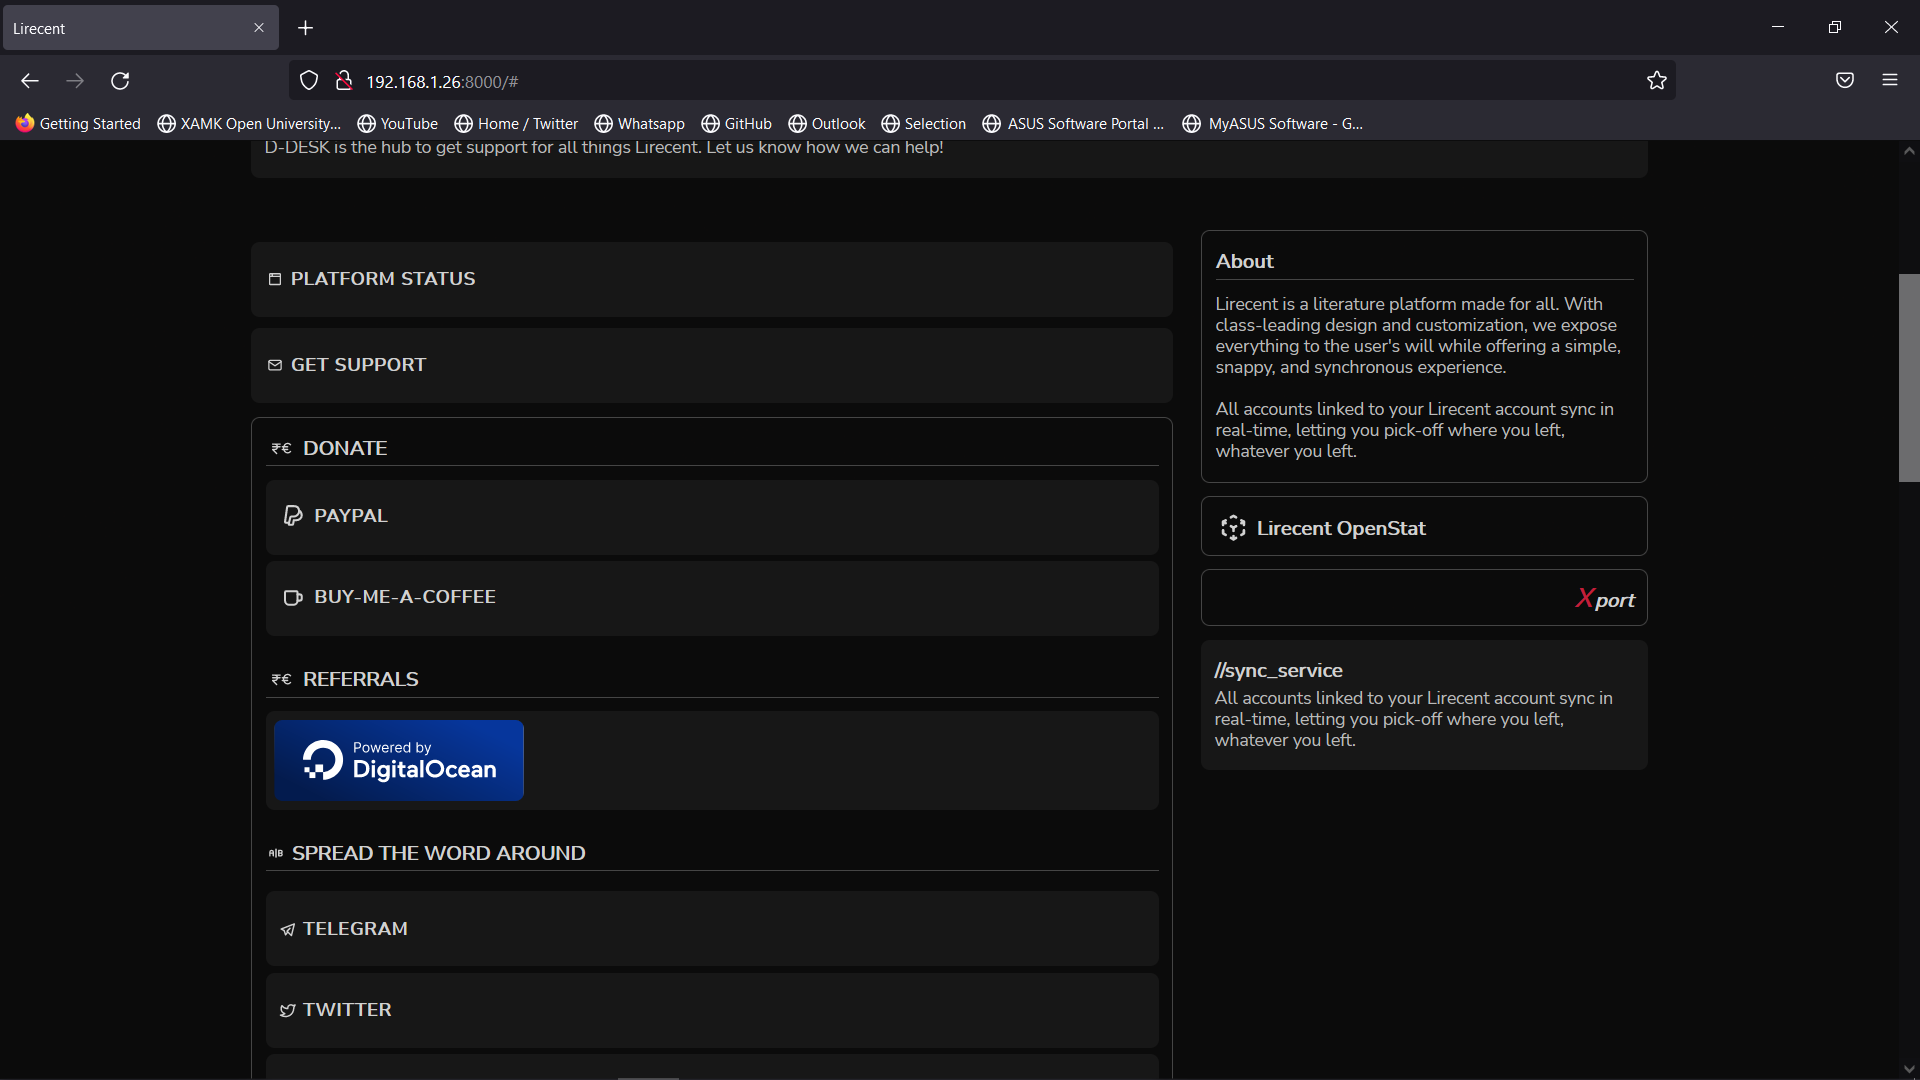 Lirecent
192.168.1.26:8000/#
Getting Started
XAMK Open University...
YouTube
Home / Twitter
Whatsapp
GitHub
Outlook
Selection
ASUS Software Portal ...
MyASUS Software - G...
D-DESK is the hub to get support for all things Lirecent. Let us know how we can help!
PLATFORM STATUS
GET SUPPORT
₹€ DONATE
PAYPAL
BUY-ME-A-COFFEE
₹€ REFERRALS
Powered by
DigitalOcean
A|B SPREAD THE WORD AROUND
TELEGRAM
TWITTER
About
Lirecent is a literature platform made for all. With
class-leading design and customization, we expose
everything to the user's will while offering a simple,
snappy, and synchronous experience.
All accounts linked to your Lirecent account sync in
real-time, letting you pick-off where you left,
whatever you left.
Lirecent OpenStat
Xport
//sync_service
All accounts linked to your Lirecent account sync in
real-time, letting you pick-off where you left,
whatever you left.